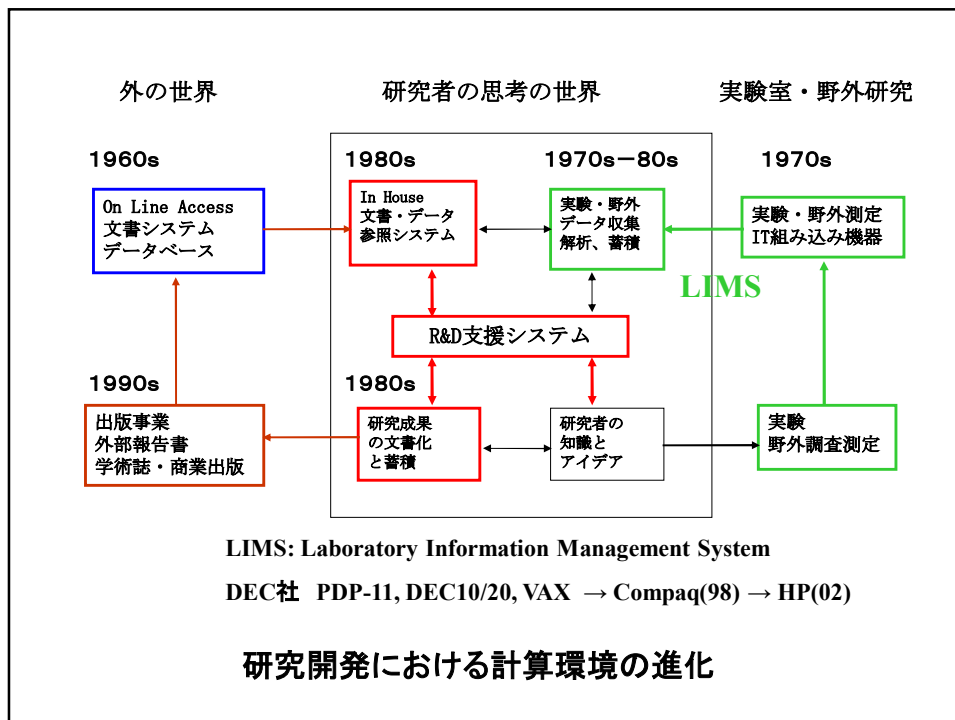 外の世界
研究者の思考の世界
実験室・野外研究
1960s
On Line Access
文書システム
データベース
1980s
In House
文書・データ
参照システム
1970s－80s
実験・野外
データ収集
解析、蓄積
1970s
実験・野外測定
IT組み込み機器
LIMS
R&D支援システム
1990s
出版事業
外部報告書
学術誌・商業出版
1980s
研究成果
の文書化
と蓄積
研究者の
知識と
アイデア
実験
野外調査測定
LIMS: Laboratory Information Management System
DEC社 PDP-11, DEC10/20, VAX → Compaq(98) → HP(02)
研究開発における計算環境の進化